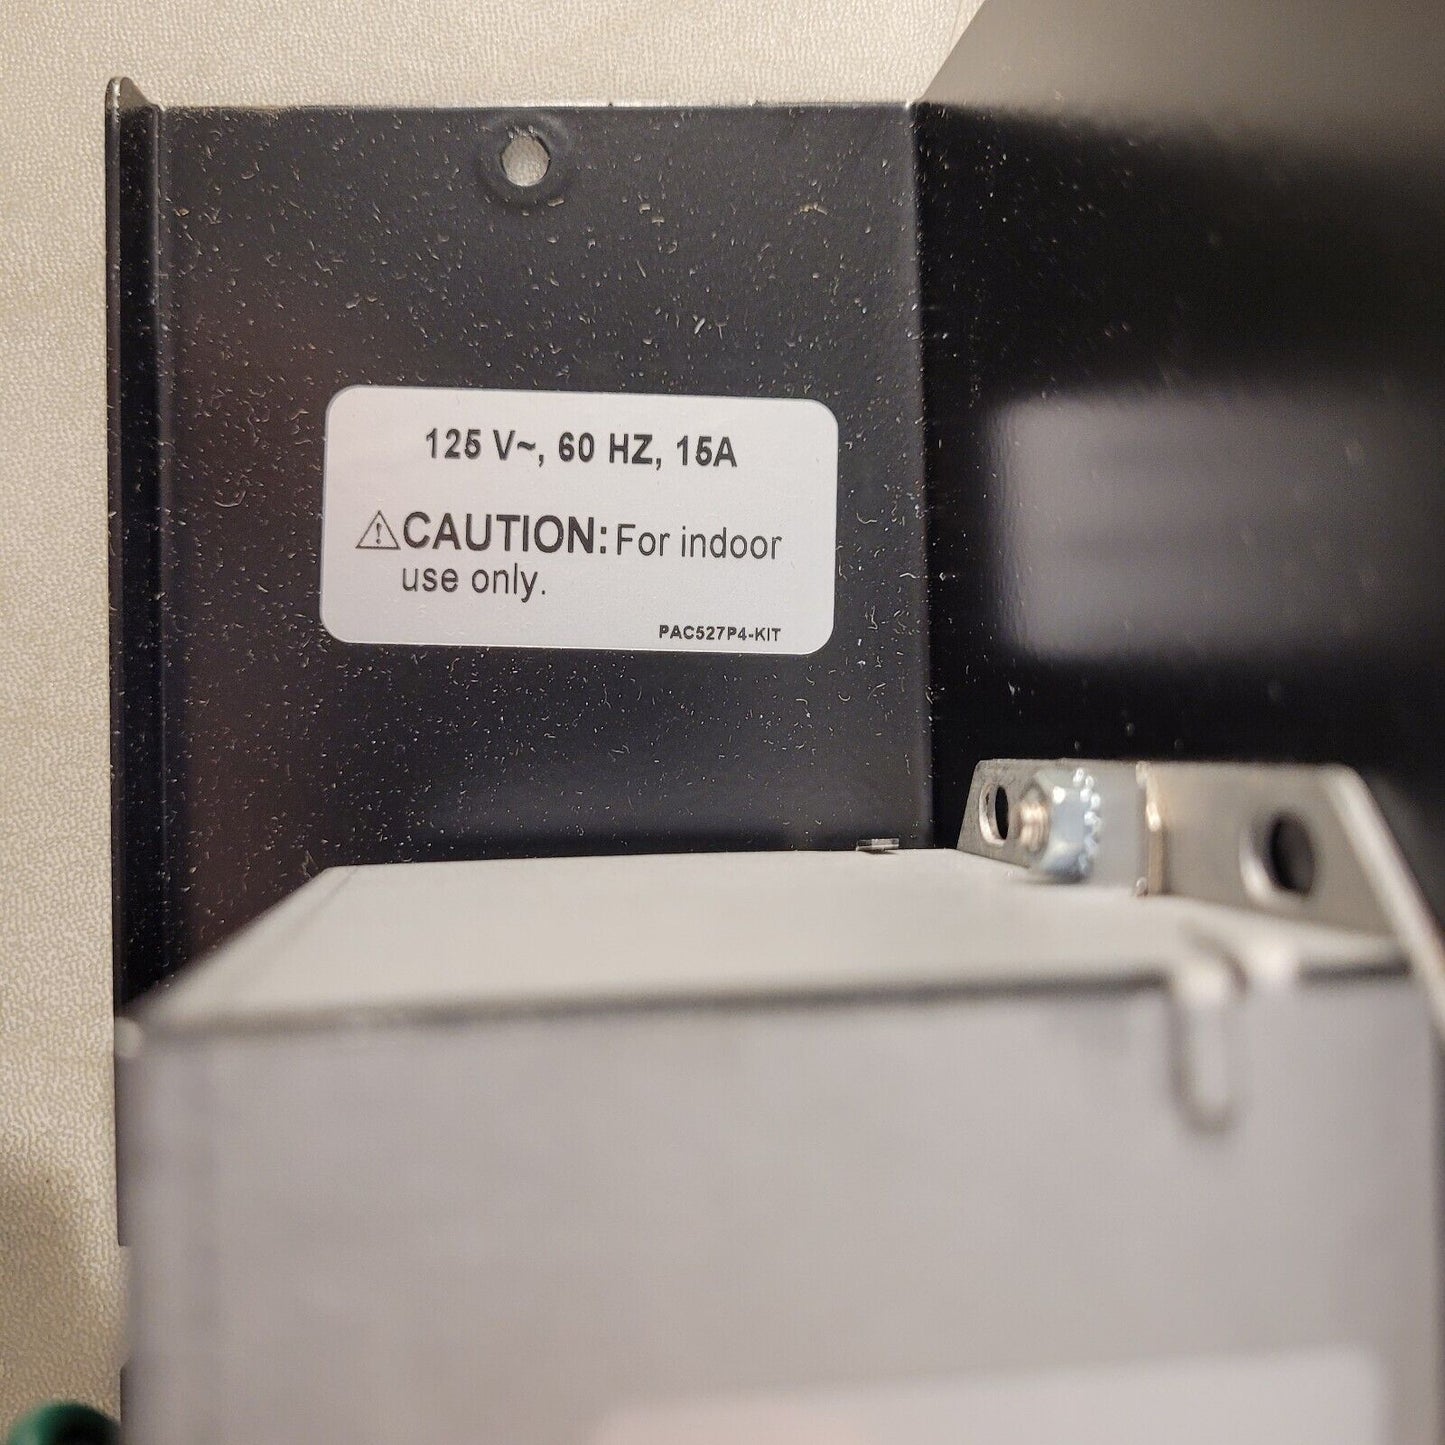 125 V~, 60 HZ, 15A
⚠CAUTION: For indoor
use only.
PAC527P4-KIT